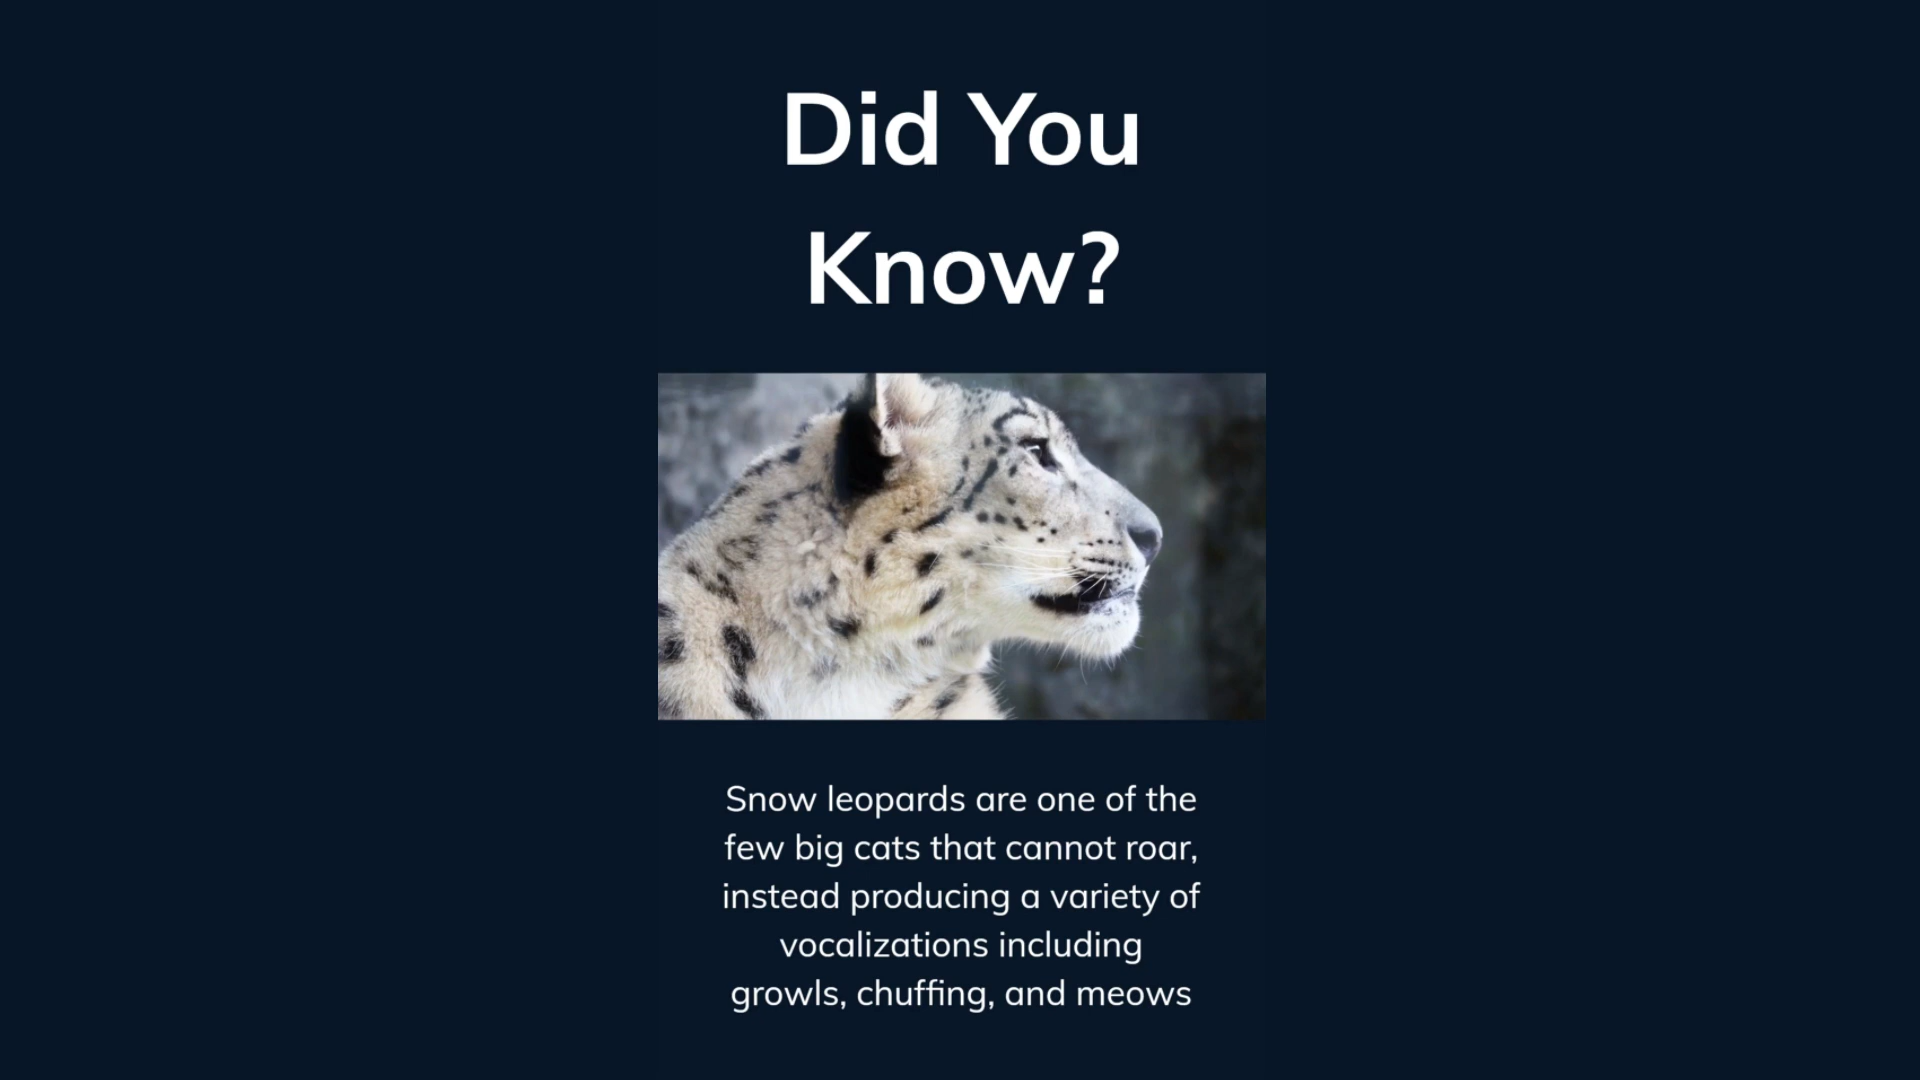 Did You
Know?
Snow leopards are one of the
few big cats that cannot roar,
instead producing a variety of
vocalizations including
growls, chuffing, and meows